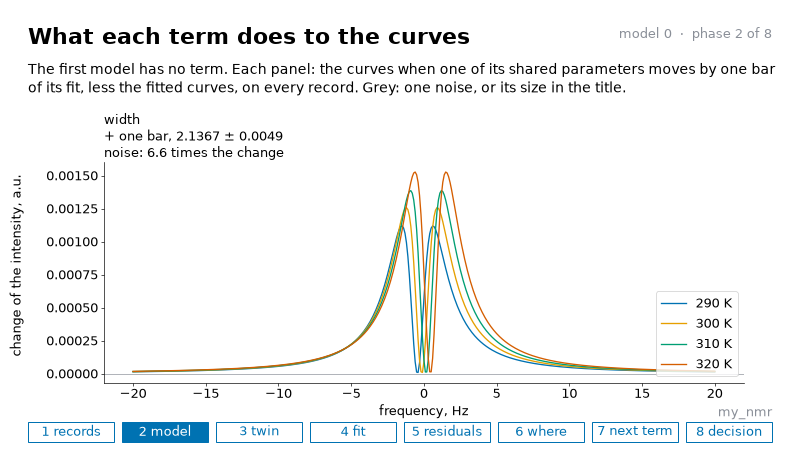 What each term does to the curves
model 0 · phase 2 of 8
The first model has no term. Each panel: the curves when one of its shared parameters moves by one bar
of its fit, less the fitted curves, on every record. Grey: one noise, or its size in the title.
width
+ one bar, 2.1367 ± 0.0049
noise: 6.6 times the change
change of the intensity, a.u.
0.00150
0.00125
0.00100
0.00075
0.00050
0.00025
0.00000
290 K
300 K
310 K
320 K
−20 −15 −10 −5 0 5 10 15 20
frequency, Hz
my_nmr
1 records 2 model 3 twin 4 fit 5 residuals 6 where 7 next term 8 decision